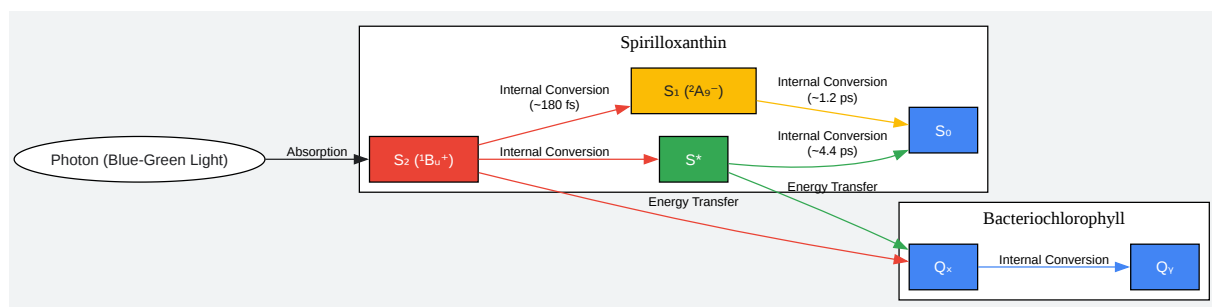 Spirilloxanthin
Internal Conversion
(~180 fs)
S₁ (²A₉⁻)
Internal Conversion
(~1.2 ps)
S₀
Photon (Blue-Green Light)
Absorption
S₂ (¹Bᵤ⁺)
Internal Conversion
S*
Internal Conversion
(~4.4 ps)
Energy Transfer
Energy Transfer
Bacteriochlorophyll
Qₓ
Internal Conversion
Qᵧ